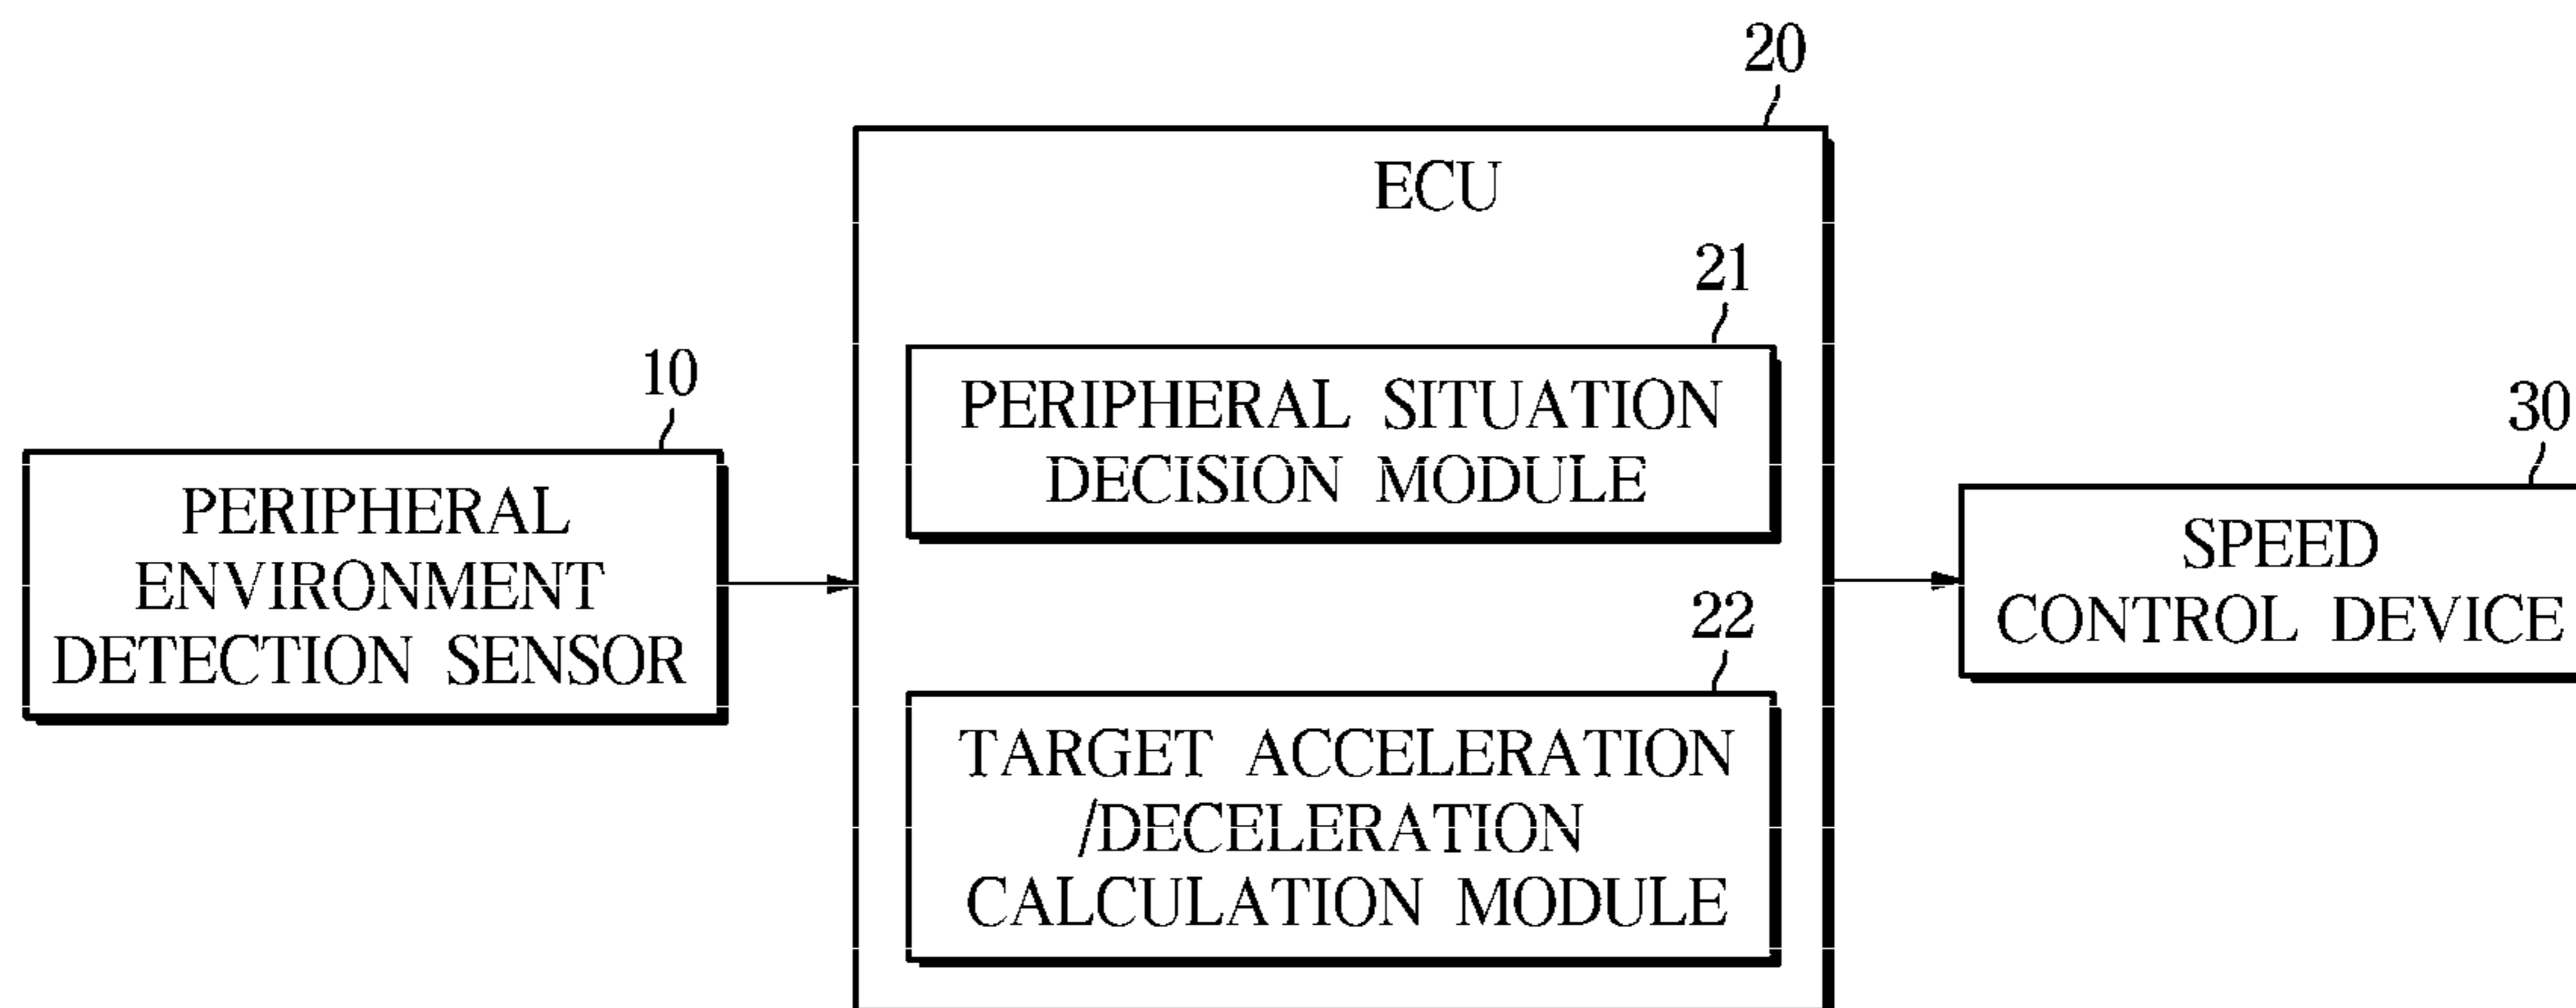 10
PERIPHERAL
ENVIRONMENT
DETECTION SENSOR
20
ECU
21
PERIPHERAL SITUATION
DECISION MODULE
22
TARGET ACCELERATION
/DECELERATION
CALCULATION MODULE
30
SPEED
CONTROL DEVICE